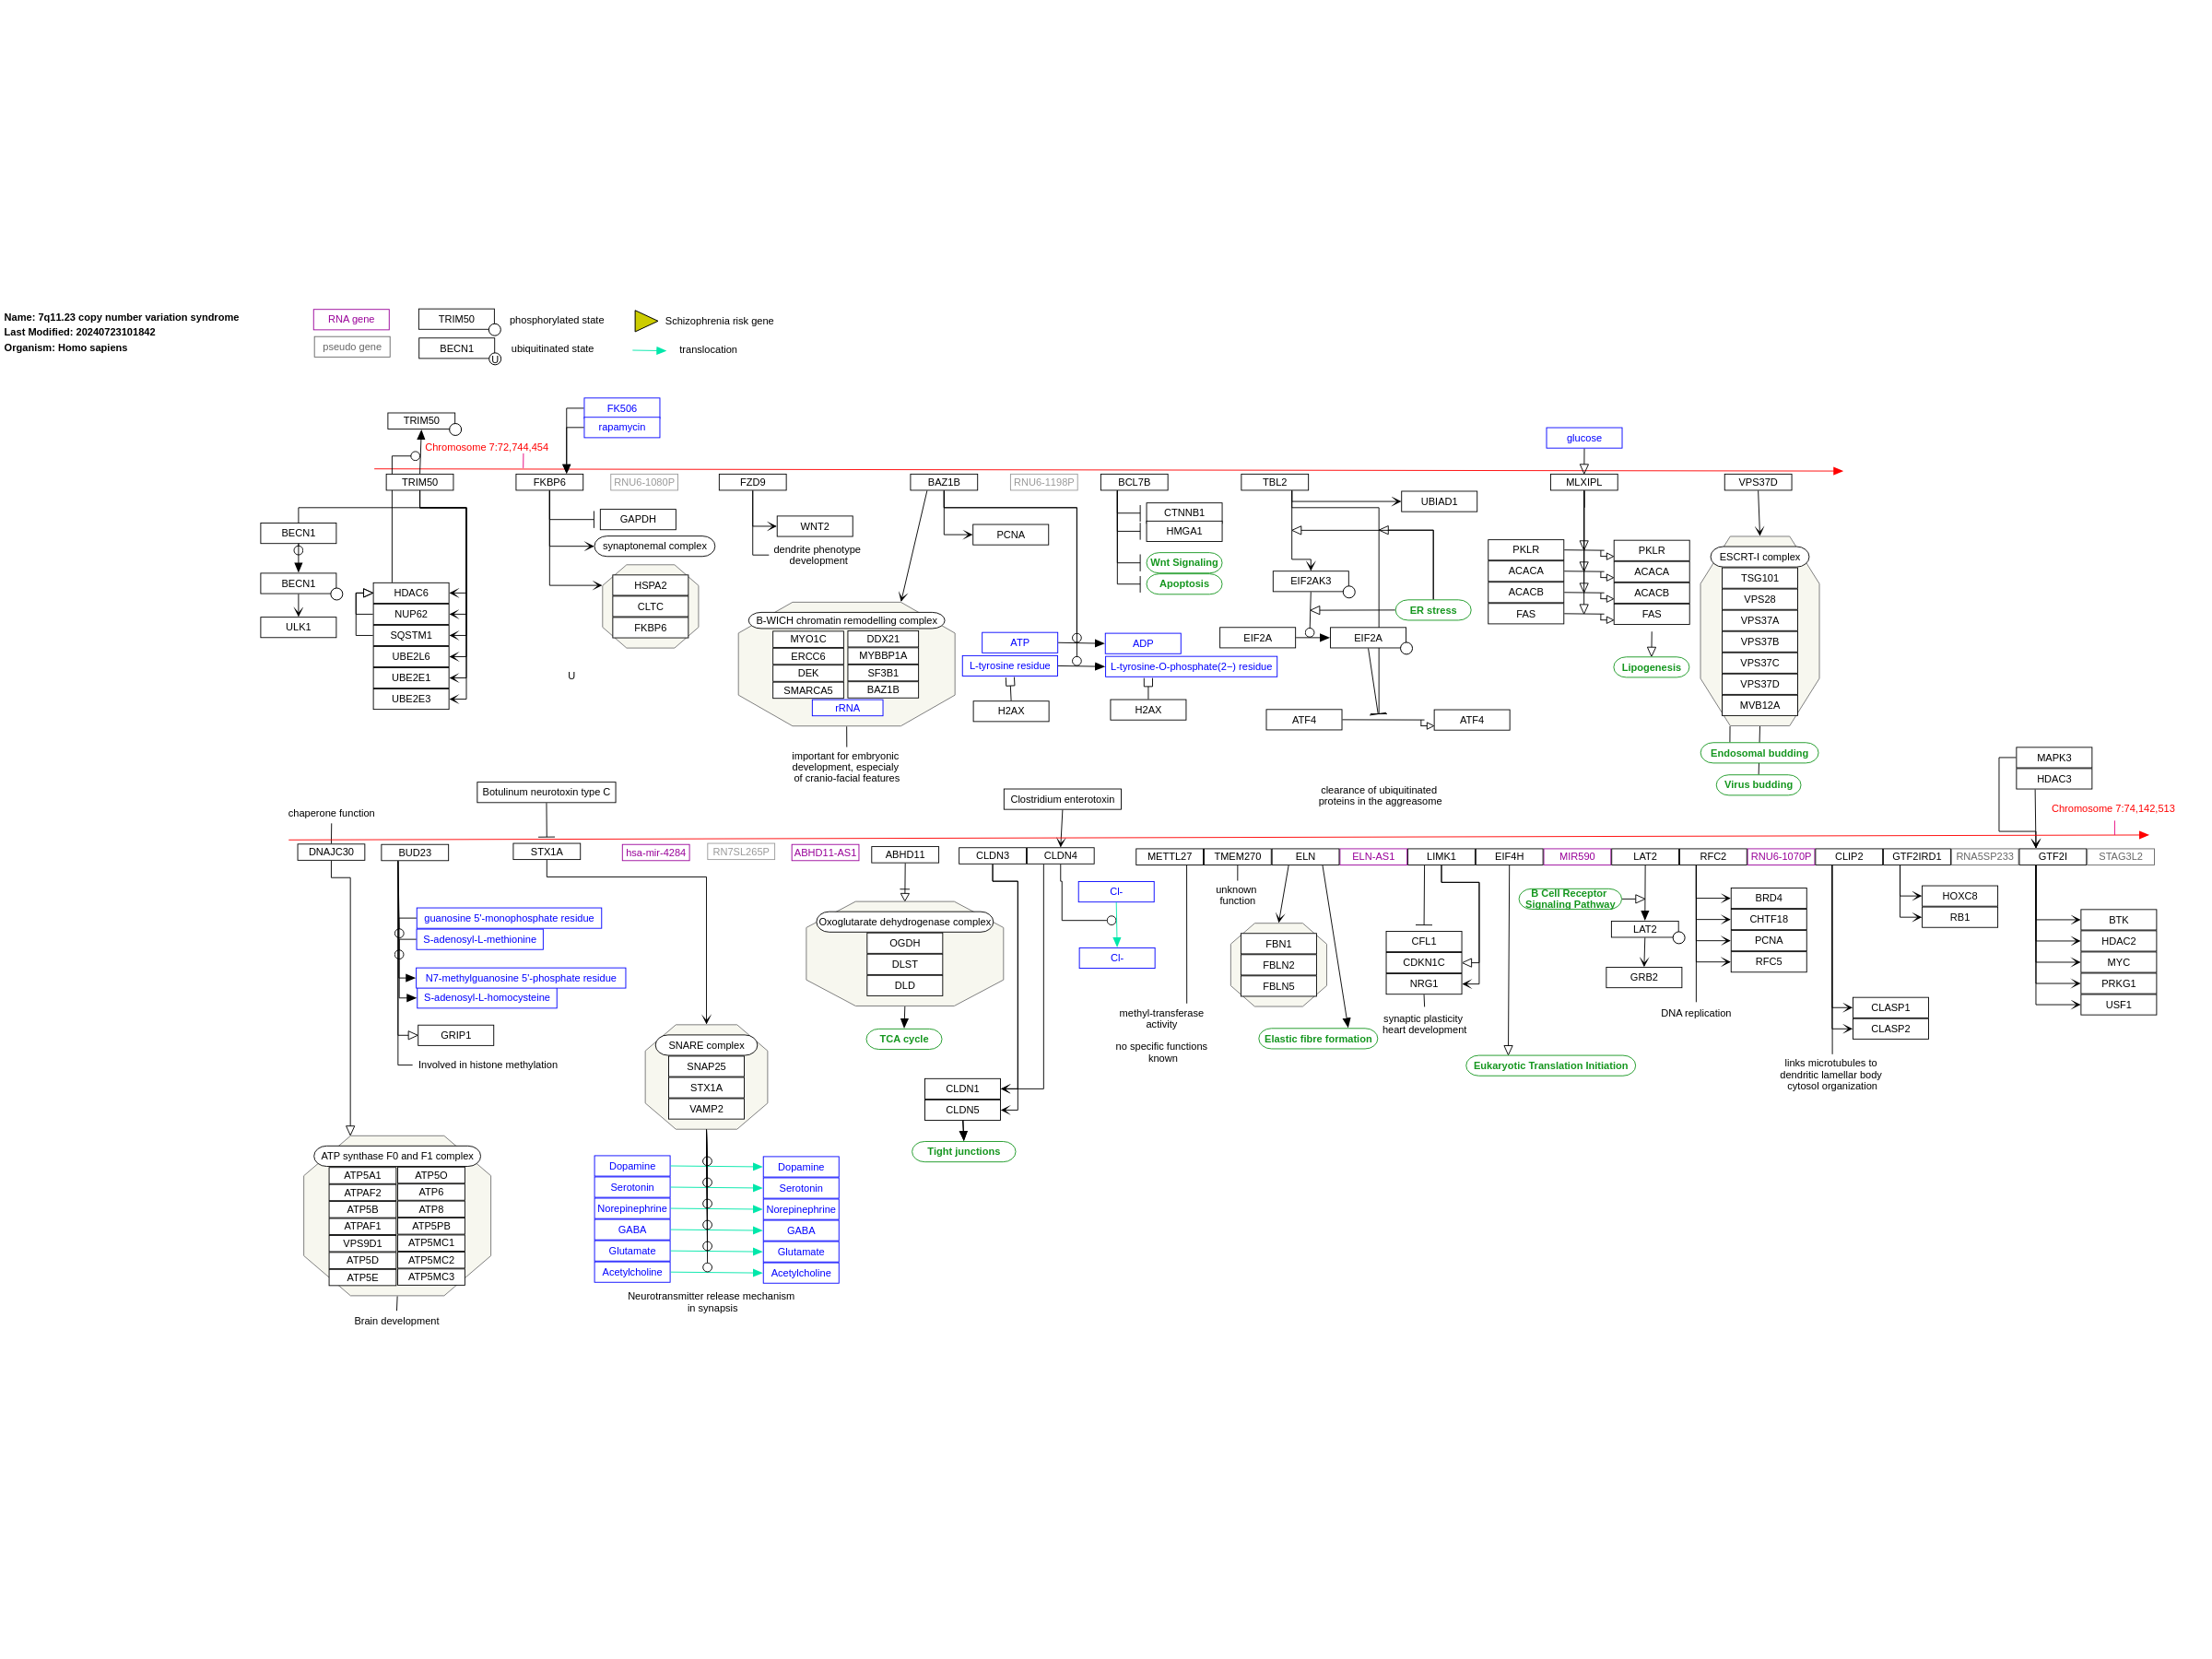 Name: 7q11.23 copy number variation syndrome
Last Modified: 20240723101842
Organism: Homo sapiens
RNA gene
pseudo gene
TRIM50
phosphorylated state
BECN1
U
ubiquitinated state
Schizophrenia risk gene
translocation
TRIM50
Chromosome 7:72,744,454
FK506
rapamycin
glucose
TRIM50
FKBP6
RNU6-1080P
FZD9
BAZ1B
RNU6-1198P
BCL7B
TBL2
MLXIPL
VPS37D
BECN1
BECN1
ULK1
HDAC6
NUP62
SQSTM1
UBE2L6
UBE2E1
UBE2E3
GAPDH
synaptonemal complex
HSPA2
CLTC
FKBP6
U
WNT2
dendrite phenotype
development
B-WICH chromatin remodelling complex
MYO1C
DDX21
ERCC6
MYBBP1A
DEK
SF3B1
SMARCA5
BAZ1B
rRNA
important for embryonic
development, especialy
of cranio-facial features
PCNA
ATP
ADP
L-tyrosine residue
L-tyrosine-O-phosphate(2−) residue
H2AX
H2AX
CTNNB1
HMGA1
Wnt Signaling
Apoptosis
UBIAD1
EIF2AK3
ER stress
EIF2A
EIF2A
ATF4
ATF4
clearance of ubiquitinated
proteins in the aggreasome
PKLR
ACACA
ACACB
FAS
PKLR
ACACA
ACACB
FAS
Lipogenesis
ESCRT-I complex
TSG101
VPS28
VPS37A
VPS37B
VPS37C
VPS37D
MVB12A
Endosomal budding
Virus budding
MAPK3
HDAC3
Chromosome 7:74,142,513
chaperone function
Botulinum neurotoxin type C
Clostridium enterotoxin
DNAJC30
BUD23
STX1A
hsa-mir-4284
RN7SL265P
ABHD11-AS1
ABHD11
CLDN3
CLDN4
METTL27
TMEM270
ELN
ELN-AS1
LIMK1
EIF4H
MIR590
LAT2
RFC2
RNU6-1070P
CLIP2
GTF2IRD1
RNA5SP233
GTF2I
STAG3L2
guanosine 5'-monophosphate residue
S-adenosyl-L-methionine
N7-methylguanosine 5'-phosphate residue
S-adenosyl-L-homocysteine
GRIP1
Involved in histone methylation
ATP synthase F0 and F1 complex
ATP5A1
ATP5O
ATPAF2
ATP6
ATP5B
ATP8
ATPAF1
ATP5PB
VPS9D1
ATP5MC1
ATP5D
ATP5MC2
ATP5E
ATP5MC3
Brain development
SNARE complex
SNAP25
STX1A
VAMP2
Dopamine
Dopamine
Serotonin
Serotonin
Norepinephrine
Norepinephrine
GABA
GABA
Glutamate
Glutamate
Acetylcholine
Acetylcholine
Neurotransmitter release mechanism
in synapsis
Oxoglutarate dehydrogenase complex
OGDH
DLST
DLD
TCA cycle
CLDN1
CLDN5
Tight junctions
Cl-
Cl-
methyl-transferase
activity
no specific functions
known
unknown
function
FBN1
FBLN2
FBLN5
Elastic fibre formation
CFL1
CDKN1C
NRG1
synaptic plasticity
heart development
Eukaryotic Translation Initiation
B Cell Receptor
Signaling Pathway
LAT2
GRB2
BRD4
CHTF18
PCNA
RFC5
DNA replication
CLASP1
CLASP2
links microtubules to
dendritic lamellar body
cytosol organization
HOXC8
RB1
BTK
HDAC2
MYC
PRKG1
USF1